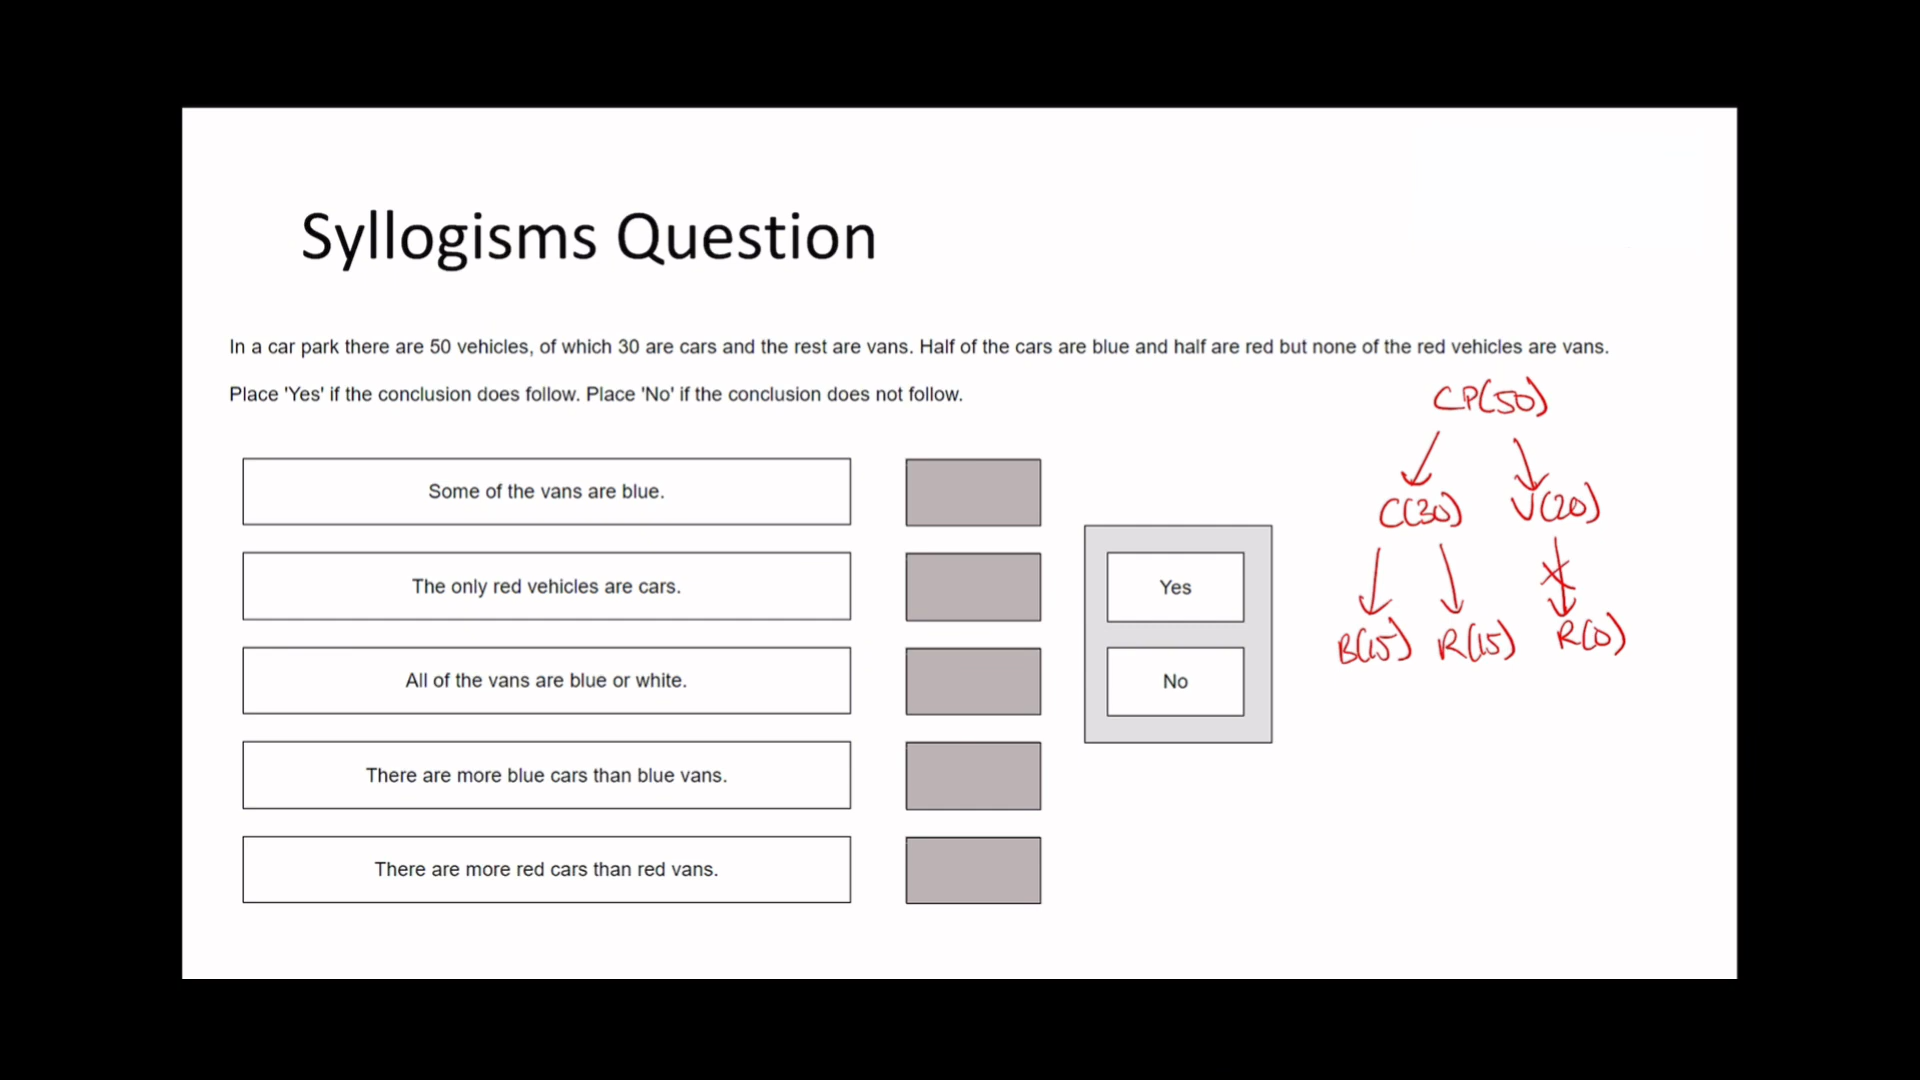 Syllogisms Question
In a car park there are 50 vehicles, of which 30 are cars and the rest are vans. Half of the cars are blue and half are red but none of the red vehicles are vans.
Place 'Yes' if the conclusion does follow. Place 'No' if the conclusion does not follow.
CP(50)
C(30) V(20)
B(15) R(15) R(0)
Some of the vans are blue.
The only red vehicles are cars.
All of the vans are blue or white.
There are more blue cars than blue vans.
There are more red cars than red vans.
Yes
No